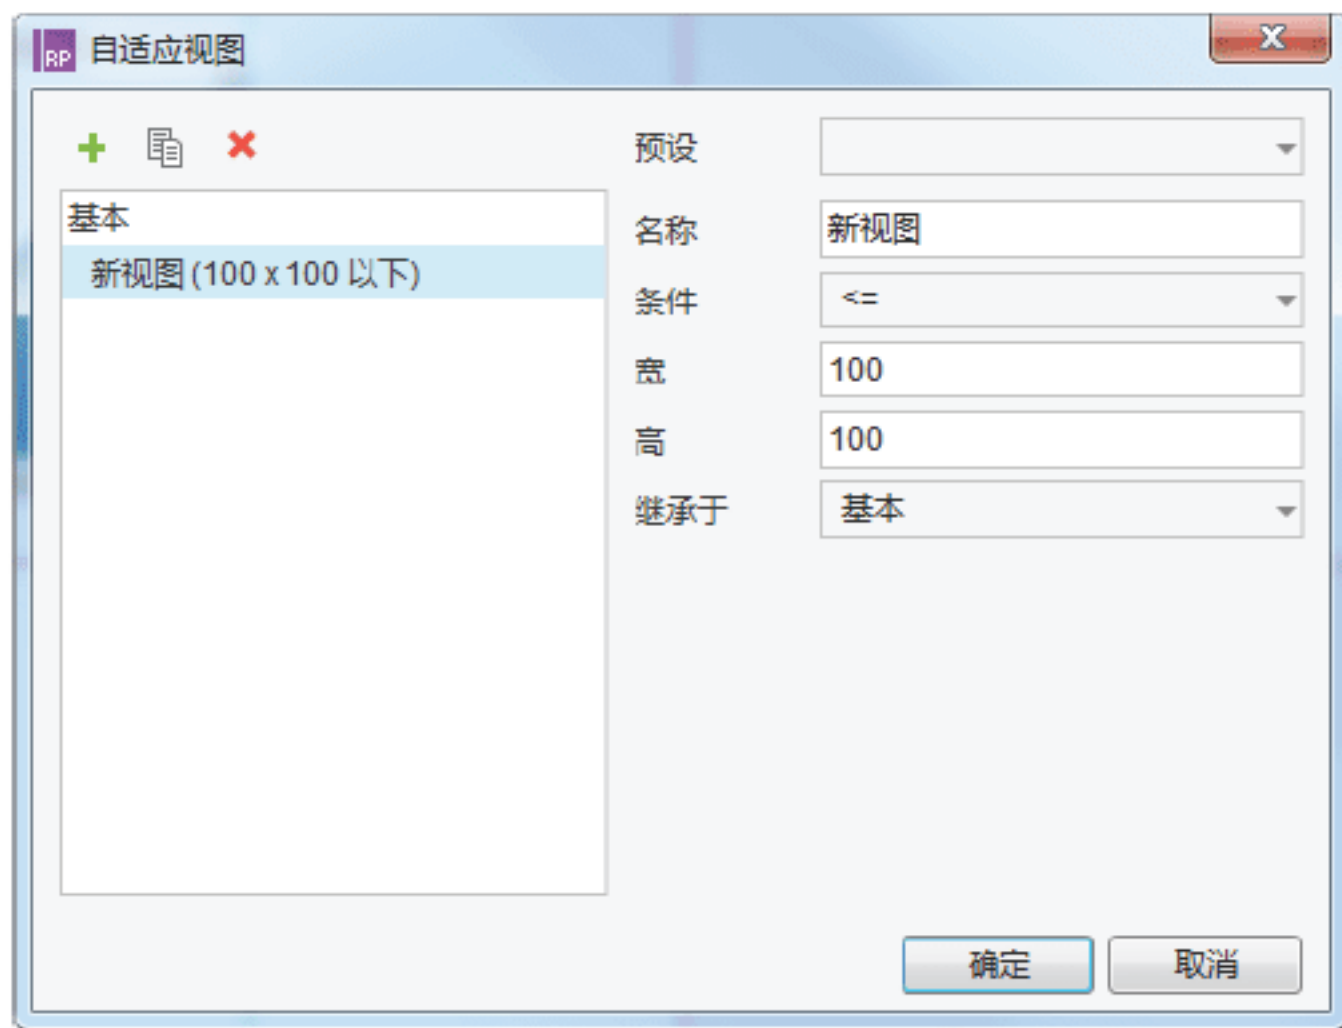 RP 自适应视图
预设
基本
新视图 (100 x 100 以下)
名称 新视图
条件 <=
宽 100
高 100
继承于 基本
确定 取消